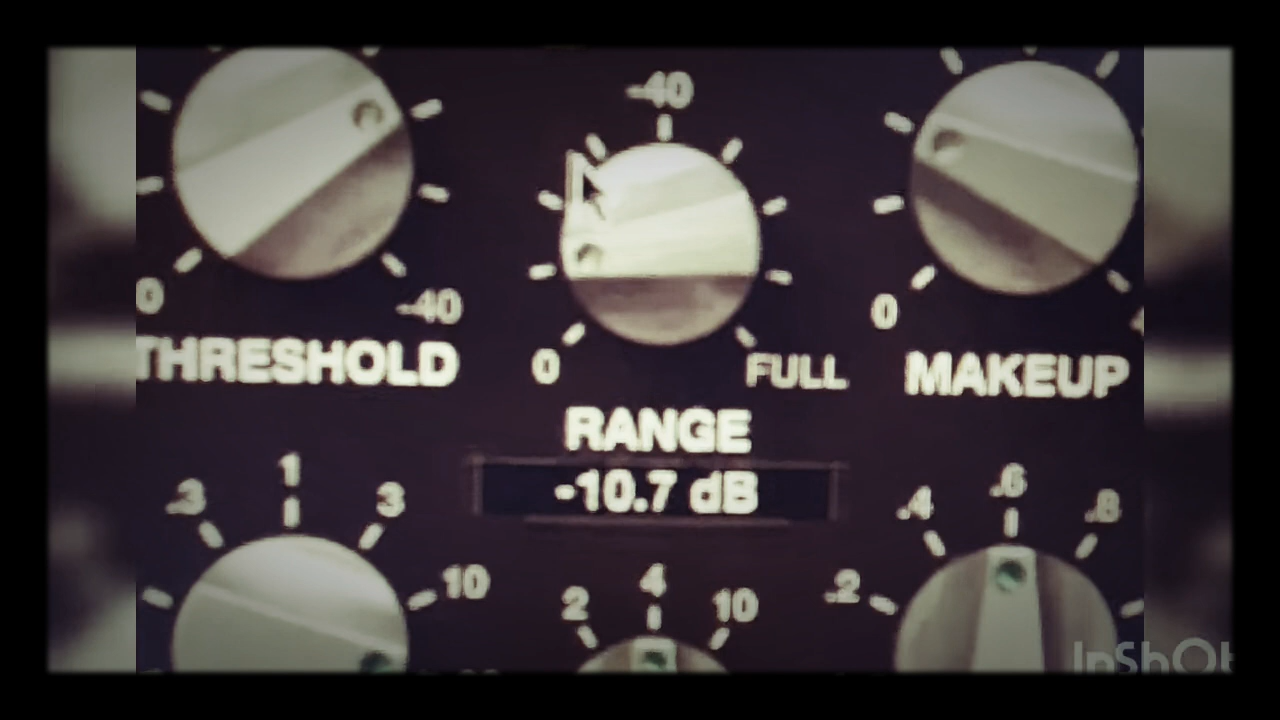 -40
0
-40
0
FULL
0
THRESHOLD
MAKEUP
RANGE
-10.7 dB
.3
1
3
10
2
4
10
.2
.4
.6
.8
InShOt